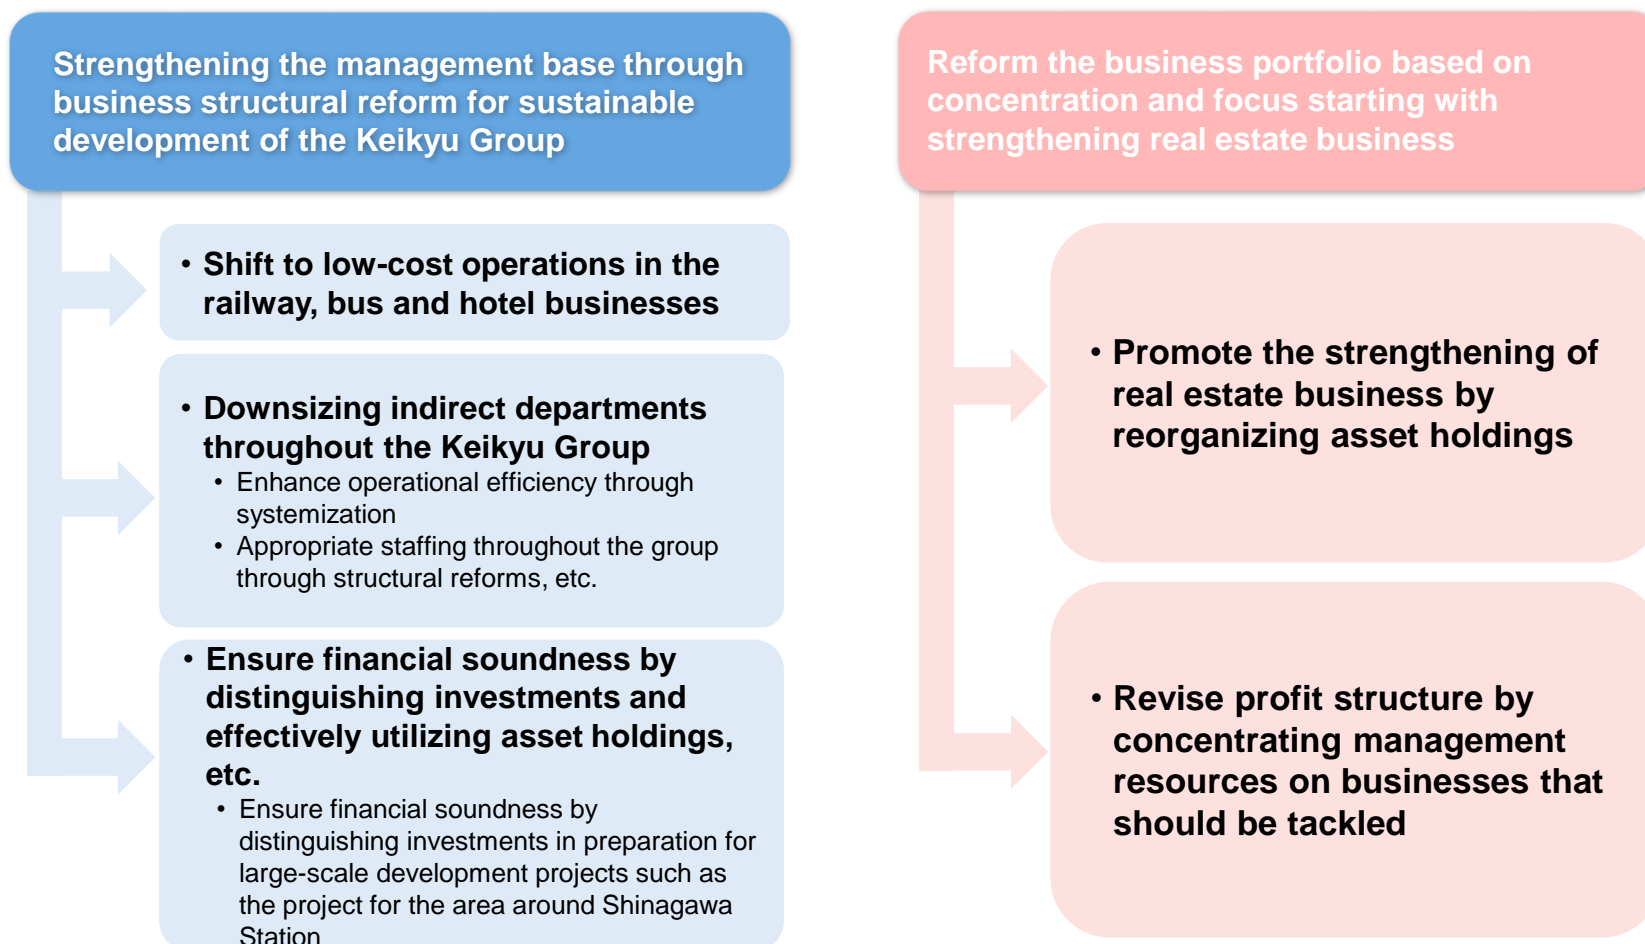 Strengthening the management base through
business structural reform for sustainable
development of the Keikyu Group
• Shift to low-cost operations in the
railway, bus and hotel businesses
• Downsizing indirect departments
throughout the Keikyu Group
• Enhance operational efficiency through
systemization
• Appropriate staffing throughout the group
through structural reforms, etc.
• Ensure financial soundness by
distinguishing investments and
effectively utilizing asset holdings,
etc.
• Ensure financial soundness by
distinguishing investments in preparation for
large-scale development projects such as
the project for the area around Shinagawa
Station
Reform the business portfolio based on
concentration and focus starting with
strengthening real estate business
• Promote the strengthening of
real estate business by
reorganizing asset holdings
• Revise profit structure by
concentrating management
resources on businesses that
should be tackled